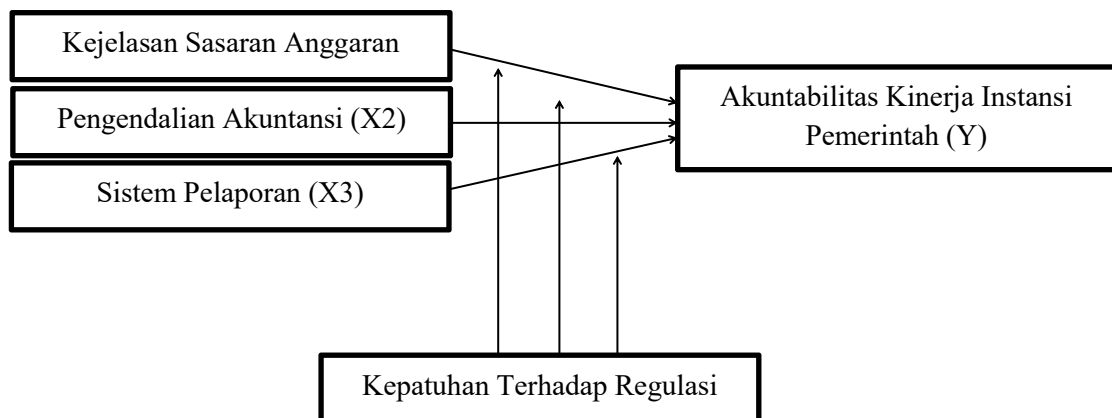 Kejelasan Sasaran Anggaran
Pengendalian Akuntansi (X2)
Sistem Pelaporan (X3)
Akuntabilitas Kinerja Instansi
Pemerintah (Y)
Kepatuhan Terhadap Regulasi